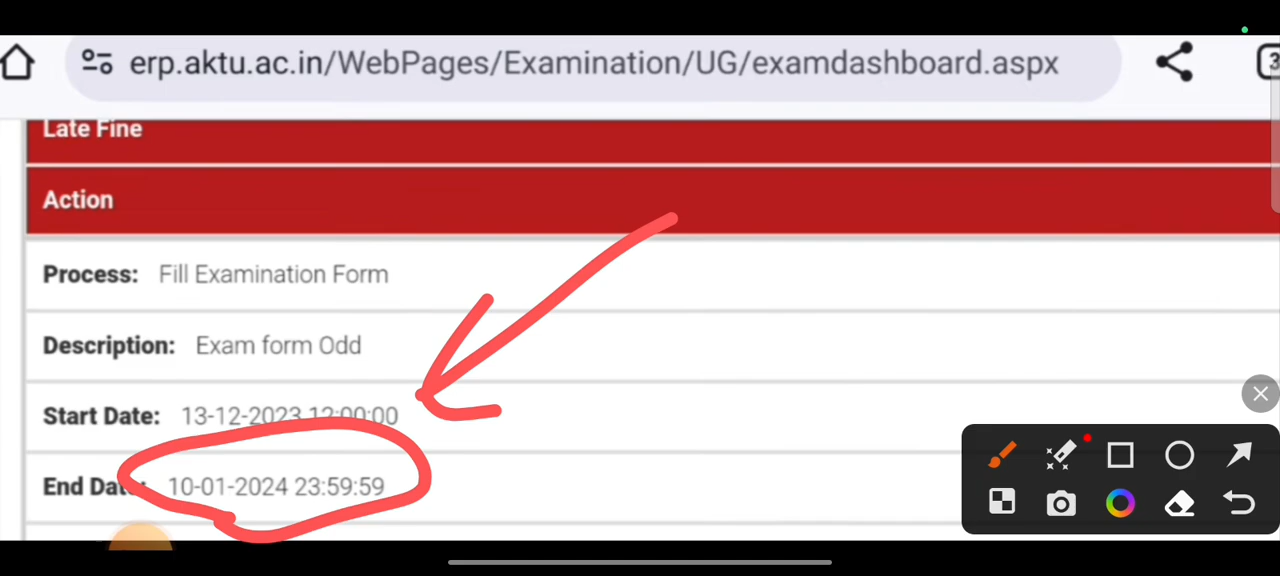 erp.aktu.ac.in/WebPages/Examination/UG/examdashboard.aspx
3
Late Fine
Action
Process: Fill Examination Form
Description: Exam form Odd
Start Date: 13-12-2023 12:00:00
End Date: 10-01-2024 23:59:59